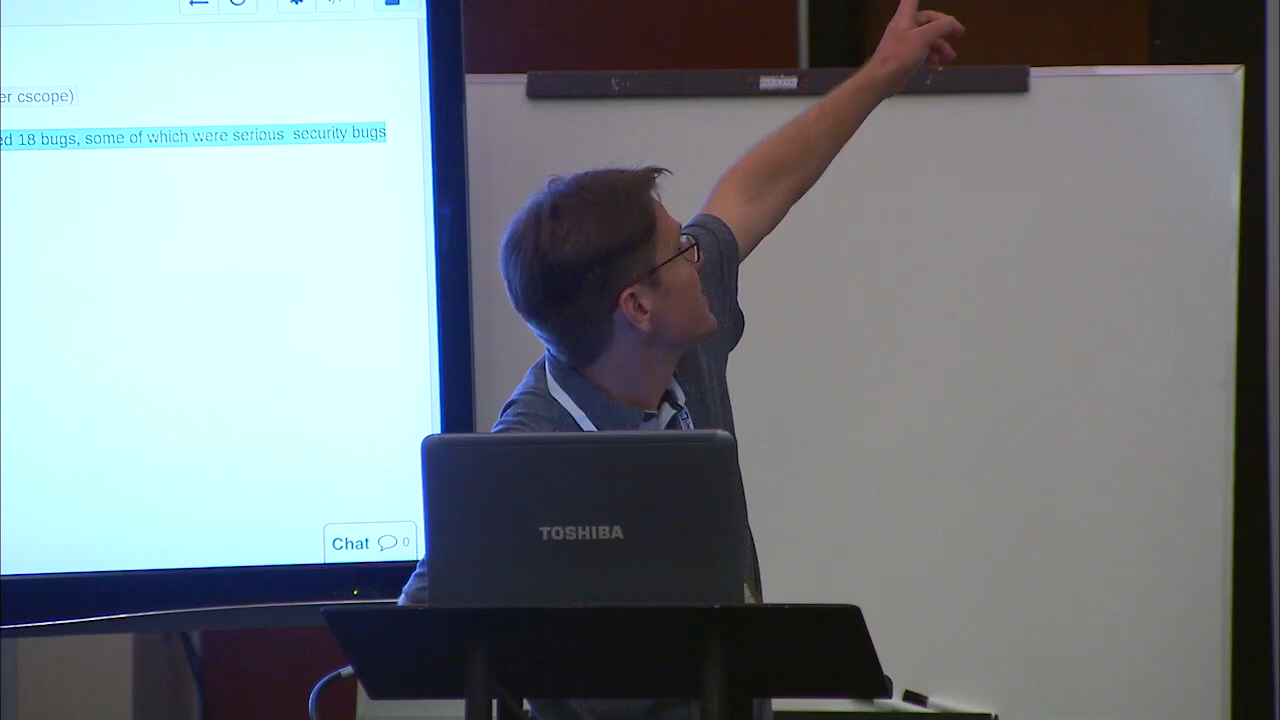 er cscope)
ed 18 bugs, some of which were serious  security bugs
Chat 0
TOSHIBA